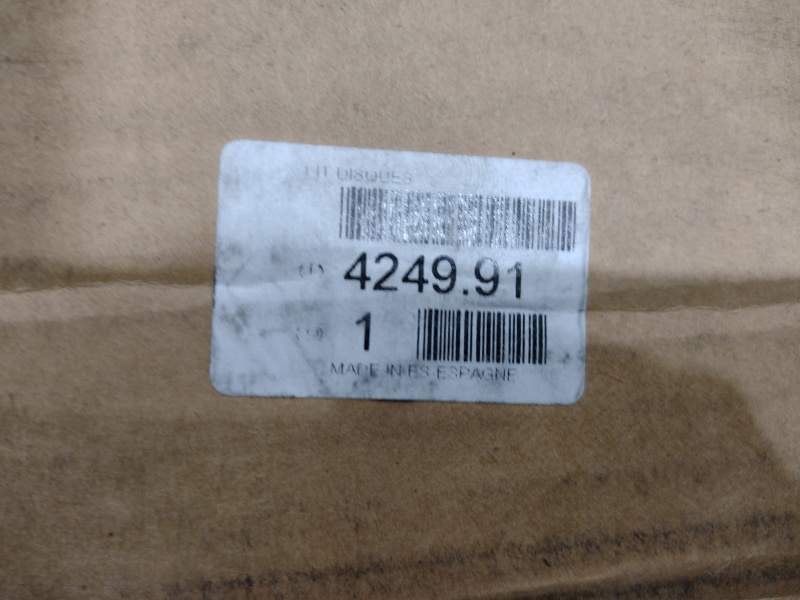 DISQUES
4249.91
1
MADE IN ES ESPAGNE